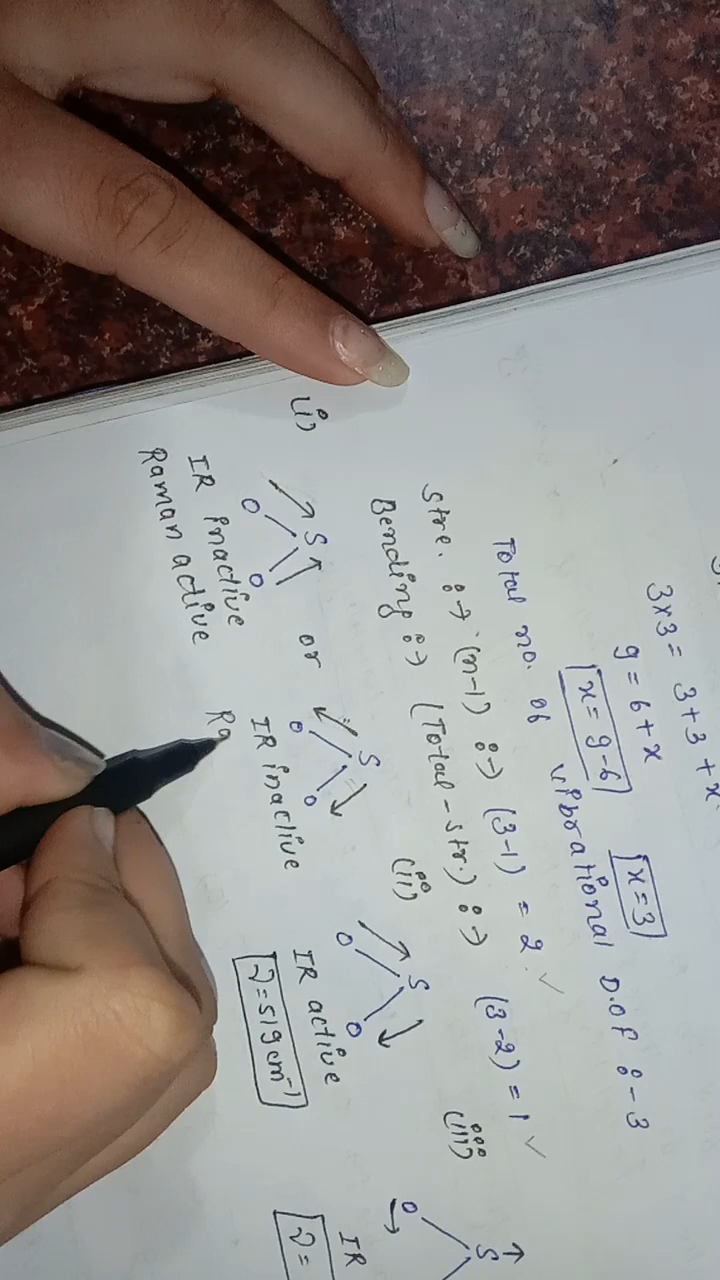 3x3 = 3+3+x
9 = 6+x
x=9-6 x=3
Total no. of vibrational D.O.F :- 3
Stre. :→ (n-1) :→ (3-1) = 2 ✓
Bending :→ (Total - Str.) :→ (3-2) = 1 ✓
(i) (ii) (iii)
S or S S S
O O O O O O O
IR inactive IR inactive IR active IR
Raman active Ra ν̄=519cm⁻¹ ν̄=